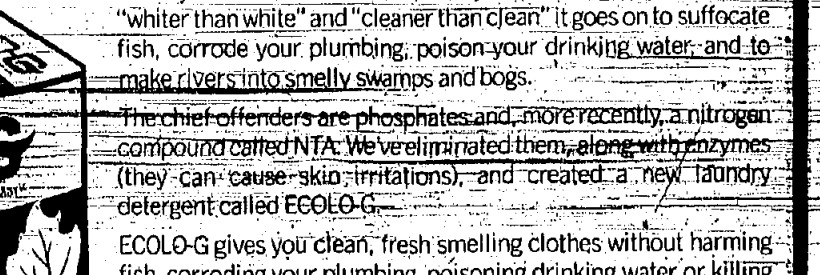 "whiter than white" and "cleaner than clean" it goes on to suffocate
fish, corrode your plumbing, poison your drinking water, and to
make rivers into smelly swamps and bogs.
The chief offenders are phosphates and, more recently, a nitrogen
compound called NTA. We've eliminated them, along with enzymes
(they can cause skin irritations), and created a new laundry
detergent called ECOLO-G.
ECOLO-G gives you clean, fresh smelling clothes without harming
fish, corroding your plumbing, poisoning drinking water or killing